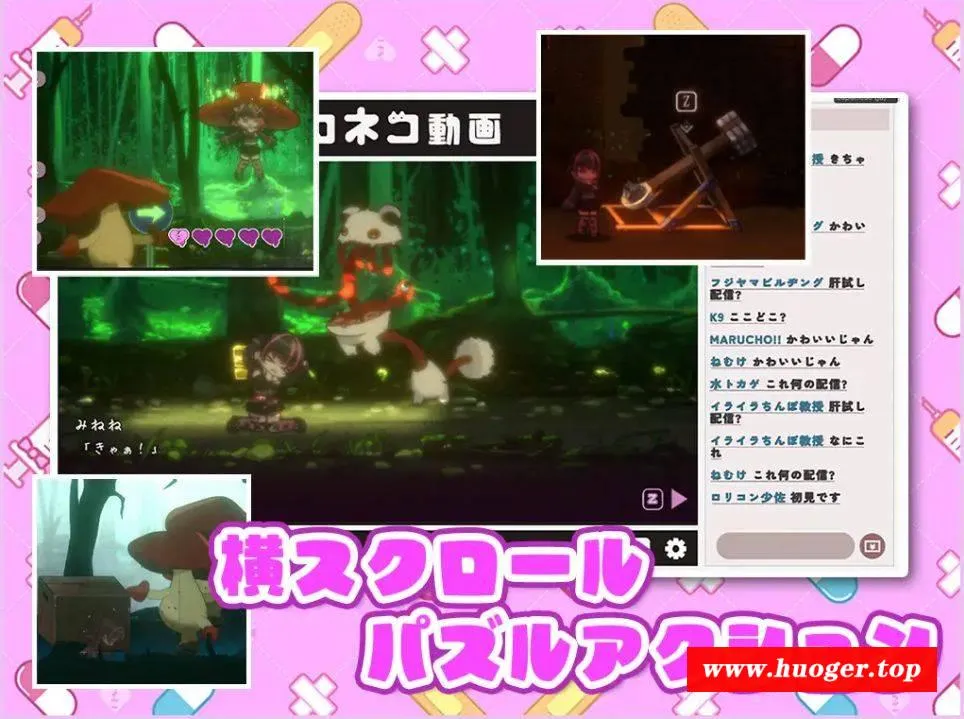 コネコ動画
Z
授 きちゃ
グ かわい
フジヤマビルヂング 肝試し
配信?
K9 ここどこ?
MARUCHO!! かわいいじゃん
ねむけ かわいいじゃん
水トカゲ これ何の配信?
イライラちんぽ教授 肝試し
配信?
イライラちんぽ教授 なにこ
れ
ねむけ これ何の配信?
ロリコン少佐 初見です
みねね
「きゃぁ!」
Z
横スクロール
パズルアクション
www.huoger.top